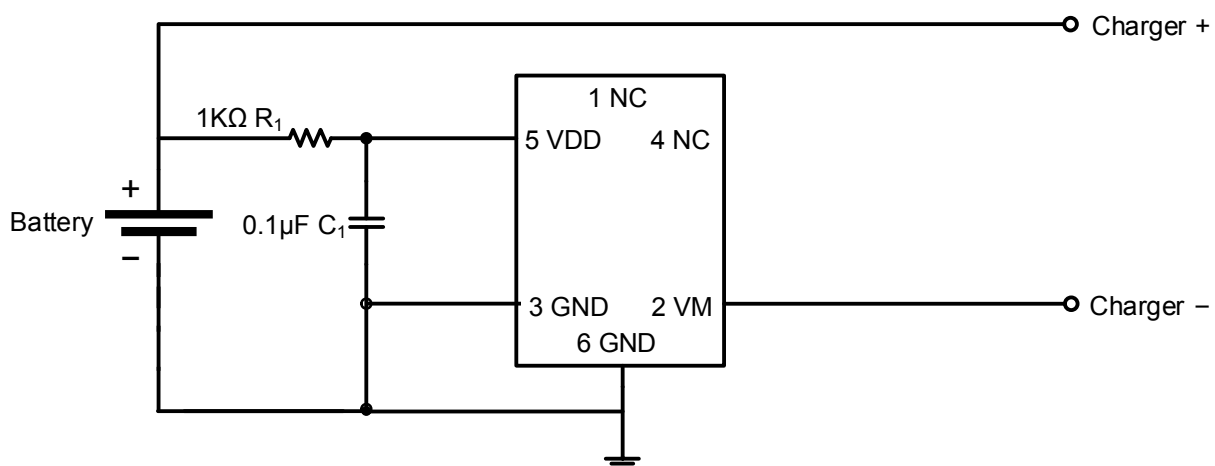 Charger +
1 NC
1KΩ R₁
5 VDD 4 NC
+
Battery
0.1µF C₁
−
3 GND 2 VM
Charger −
6 GND